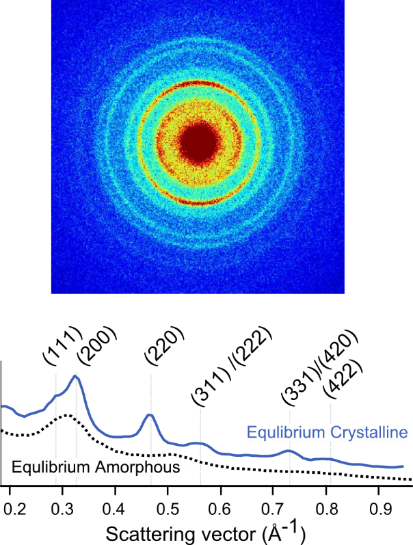 (111)
(200)
(220)
(311) /(222)
(331)/(420)
(422)
Equlibrium Crystalline
Equlibrium Amorphous
0.2 0.3 0.4 0.5 0.6 0.7 0.8 0.9
Scattering vector (Å-1)